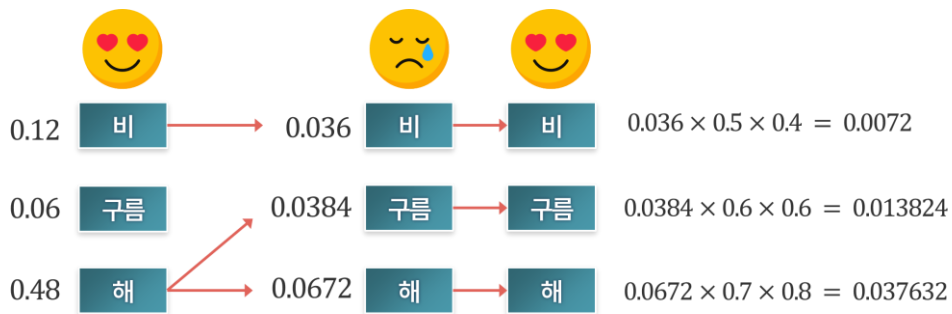 0.12 비 0.036 비 비 0.036 × 0.5 × 0.4 = 0.0072
0.06 구름 0.0384 구름 구름 0.0384 × 0.6 × 0.6 = 0.013824
0.48 해 0.0672 해 해 0.0672 × 0.7 × 0.8 = 0.037632